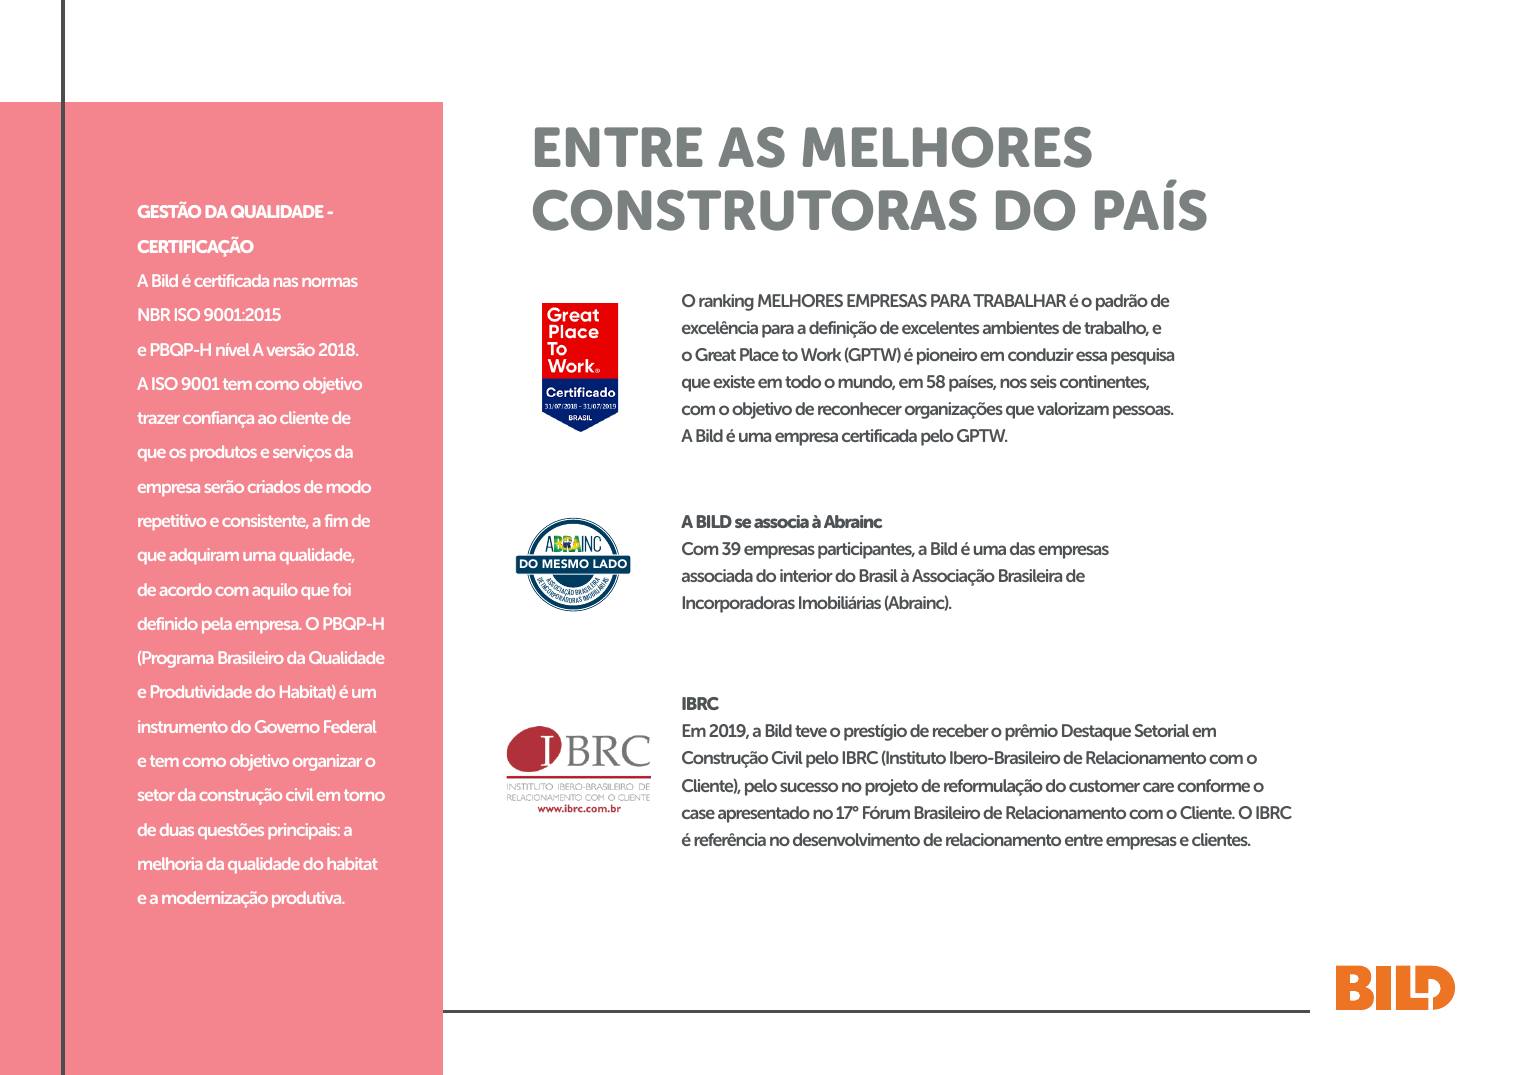 GESTÃO DA QUALIDADE -
CERTIFICAÇÃO
A Bild é certificada nas normas
NBR ISO 9001:2015
e PBQP-H nível A versão 2018.
A ISO 9001 tem como objetivo
trazer confiança ao cliente de
que os produtos e serviços da
empresa serão criados de modo
repetitivo e consistente, a fim de
que adquiram uma qualidade,
de acordo com aquilo que foi
definido pela empresa. O PBQP-H
(Programa Brasileiro da Qualidade
e Produtividade do Habitat) é um
instrumento do Governo Federal
e tem como objetivo organizar o
setor da construção civil em torno
de duas questões principais: a
melhoria da qualidade do habitat
e a modernização produtiva.
ENTRE AS MELHORES
CONSTRUTORAS DO PAÍS
Great
Place
To
Work®
Certificado
31/07/2018 - 31/07/2019
BRASIL
O ranking MELHORES EMPRESAS PARA TRABALHAR é o padrão de
excelência para a definição de excelentes ambientes de trabalho, e
o Great Place to Work (GPTW) é pioneiro em conduzir essa pesquisa
que existe em todo o mundo, em 58 países, nos seis continentes,
com o objetivo de reconhecer organizações que valorizam pessoas.
A Bild é uma empresa certificada pelo GPTW.
ABRAINC
DO MESMO LADO
ASSOCIAÇÃO BRASILEIRA
DE INCORPORADORAS IMOBILIÁRIAS
A BILD se associa à Abrainc
Com 39 empresas participantes, a Bild é uma das empresas
associada do interior do Brasil à Associação Brasileira de
Incorporadoras Imobiliárias (Abrainc).
IBRC
INSTITUTO IBERO-BRASILEIRO DE
RELACIONAMENTO COM O CLIENTE
www.ibrc.com.br
IBRC
Em 2019, a Bild teve o prestígio de receber o prêmio Destaque Setorial em
Construção Civil pelo IBRC (Instituto Ibero-Brasileiro de Relacionamento com o
Cliente), pelo sucesso no projeto de reformulação do customer care conforme o
case apresentado no 17° Fórum Brasileiro de Relacionamento com o Cliente. O IBRC
é referência no desenvolvimento de relacionamento entre empresas e clientes.
BILD